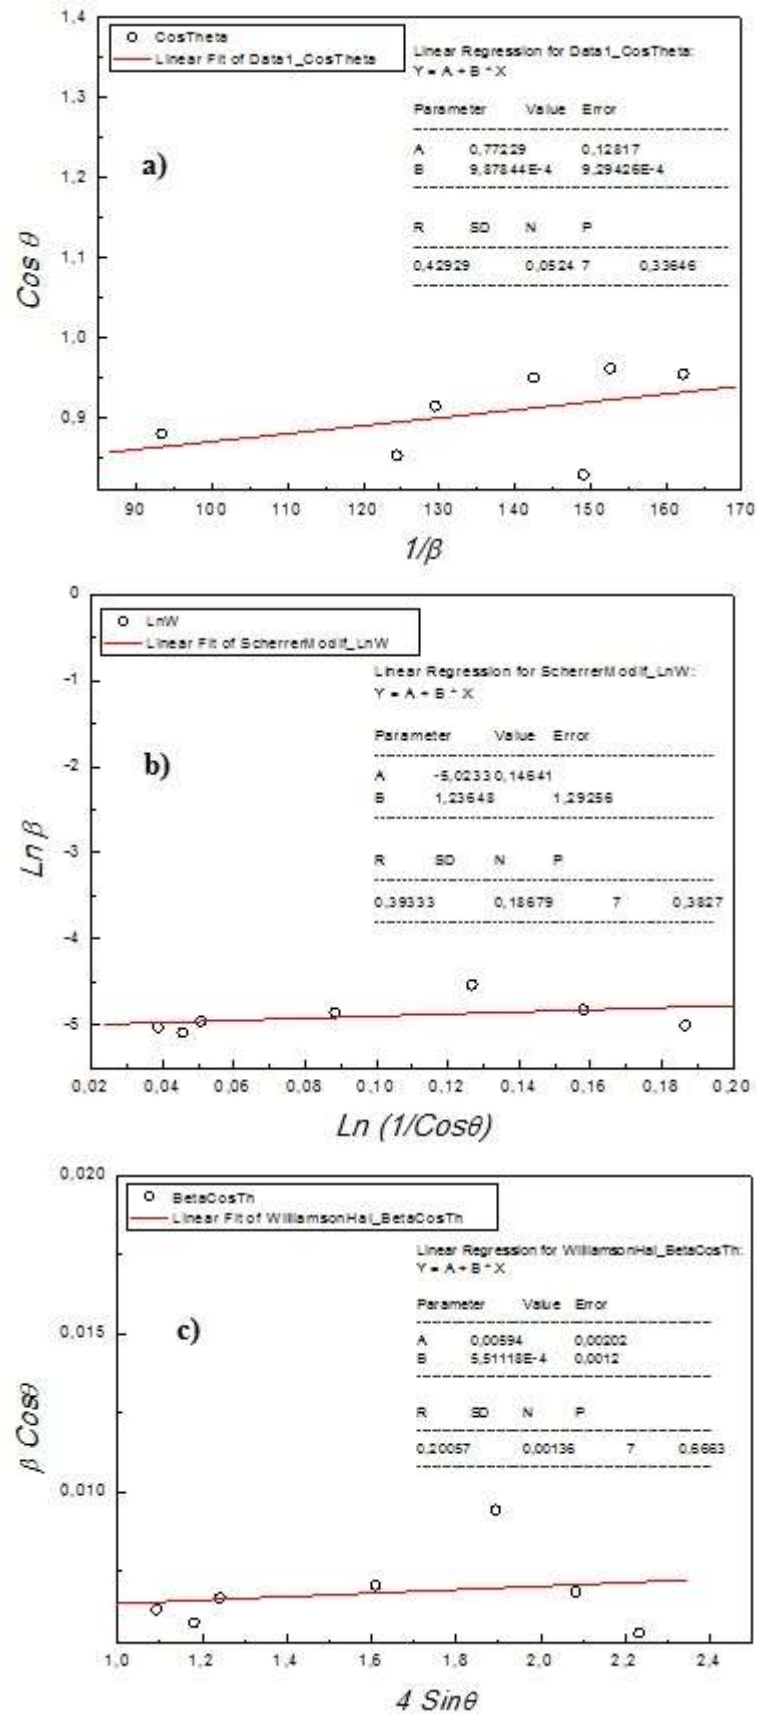 1,4
1,3
1,2
1,1
1,0
0,9
Cos θ
CosTheta
Linear Fit of Data1_CosTheta
a)
Linear Regression for Data1_CosTheta:
Y = A + B * X
Parameter Value Error
A 0,77229 0,12817
B 9,87844E-4 9,29426E-4
R SD N P
0,42929 0,0524 7 0,33646
90 100 110 120 130 140 150 160 170
1/β
0
-1
-2
-3
-4
-5
Ln β
LnW
Linear Fit of ScherrerModif_LnW
b)
Linear Regression for ScherrerModif_LnW:
Y = A + B * X
Parameter Value Error
A -5,0233 0,14641
B 1,23648 1,29256
R SD N P
0,39333 0,18679 7 0,3827
0,02 0,04 0,06 0,08 0,10 0,12 0,14 0,16 0,18 0,20
Ln (1/Cosθ)
0,020
0,015
0,010
β Cosθ
BetaCosTh
Linear Fit of WilliamsonHal_BetaCosTh
c)
Linear Regression for WilliamsonHal_BetaCosTh:
Y = A + B * X
Parameter Value Error
A 0,00594 0,00202
B 5,51118E-4 0,0012
R SD N P
0,20057 0,00136 7 0,6663
1,0 1,2 1,4 1,6 1,8 2,0 2,2 2,4
4 Sinθ